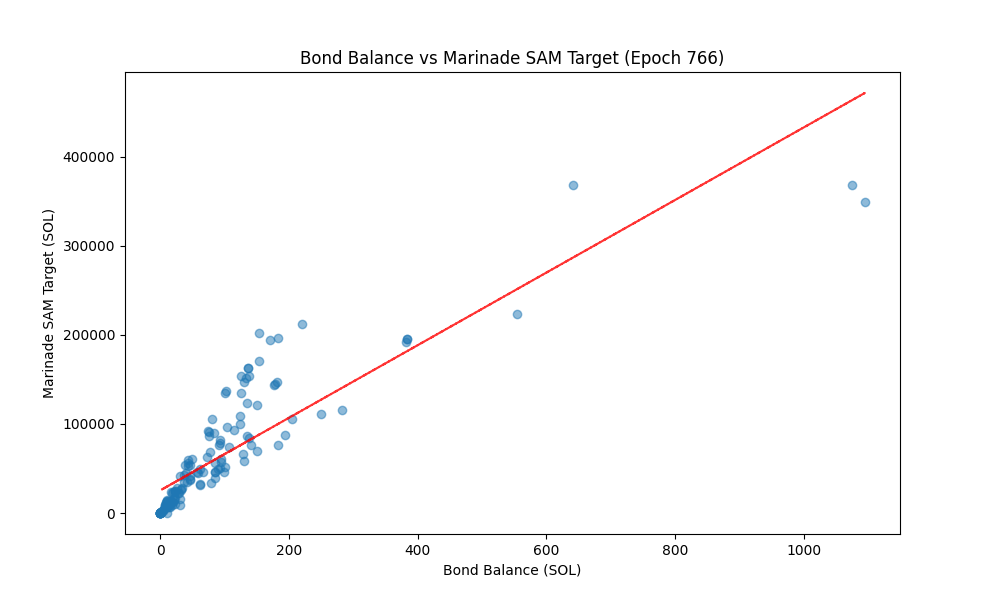 Bond Balance vs Marinade SAM Target (Epoch 766)
Marinade SAM Target (SOL)
400000
300000
200000
100000
0
0 200 400 600 800 1000
Bond Balance (SOL)